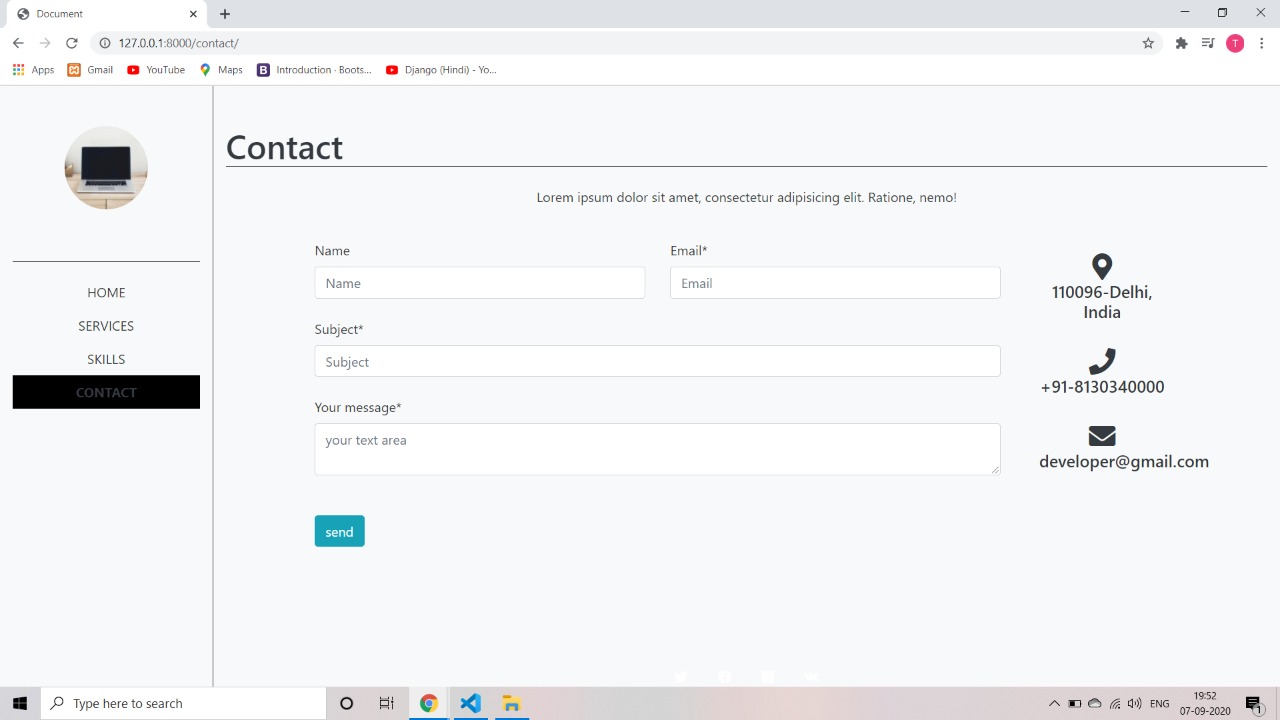 Document
127.0.0.1:8000/contact/
T
Apps Gmail YouTube Maps B Introduction · Boots... Django (Hindi) - Yo...
HOME
SERVICES
SKILLS
CONTACT
Contact
Lorem ipsum dolor sit amet, consectetur adipisicing elit. Ratione, nemo!
Name Email*
Name Email
Subject*
Subject
Your message*
your text area
send
110096-Delhi,
India
+91-8130340000
developer@gmail.com
Type here to search
ENG
19:52
07-09-2020
1